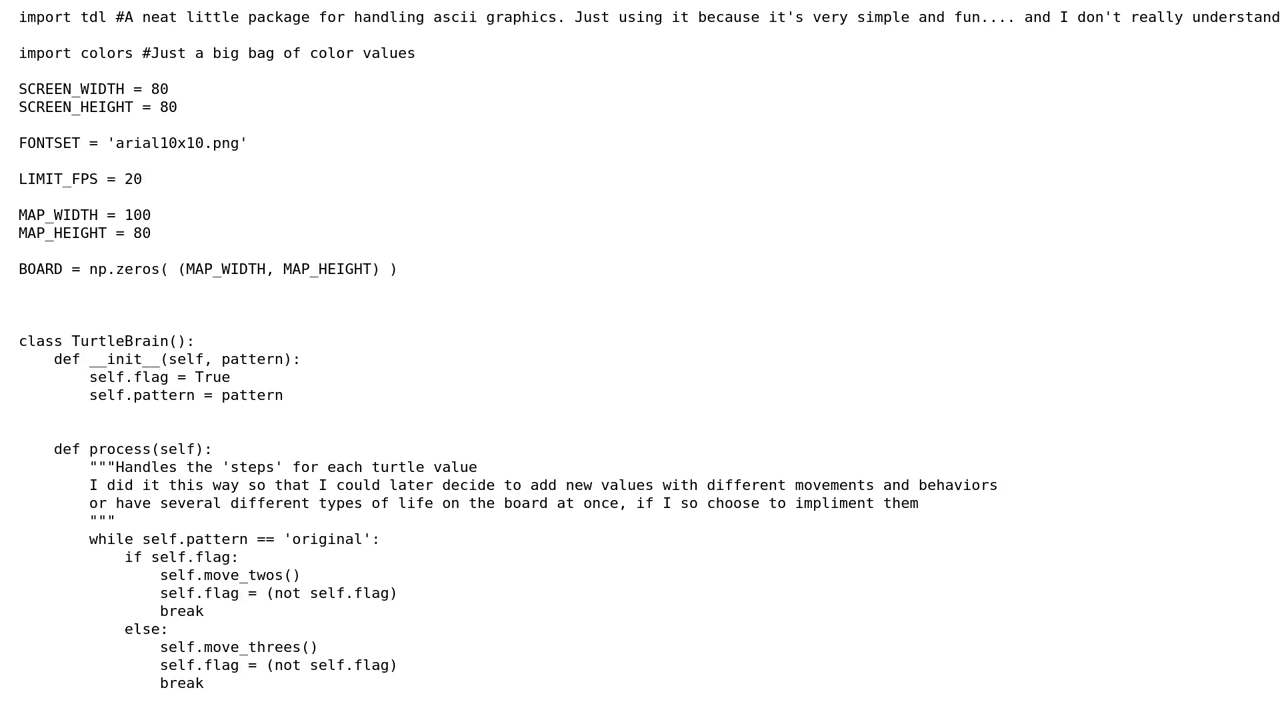 import tdl #A neat little package for handling ascii graphics. Just using it because it's very simple and fun.... and I don't really understand
import colors #Just a big bag of color values
SCREEN_WIDTH = 80
SCREEN_HEIGHT = 80
FONTSET = 'arial10x10.png'
LIMIT_FPS = 20
MAP_WIDTH = 100
MAP_HEIGHT = 80
BOARD = np.zeros( (MAP_WIDTH, MAP_HEIGHT) )
class TurtleBrain():
    def __init__(self, pattern):
        self.flag = True
        self.pattern = pattern
    def process(self):
        """Handles the 'steps' for each turtle value
        I did it this way so that I could later decide to add new values with different movements and behaviors
        or have several different types of life on the board at once, if I so choose to impliment them
        """
        while self.pattern == 'original':
            if self.flag:
                self.move_twos()
                self.flag = (not self.flag)
                break
            else:
                self.move_threes()
                self.flag = (not self.flag)
                break